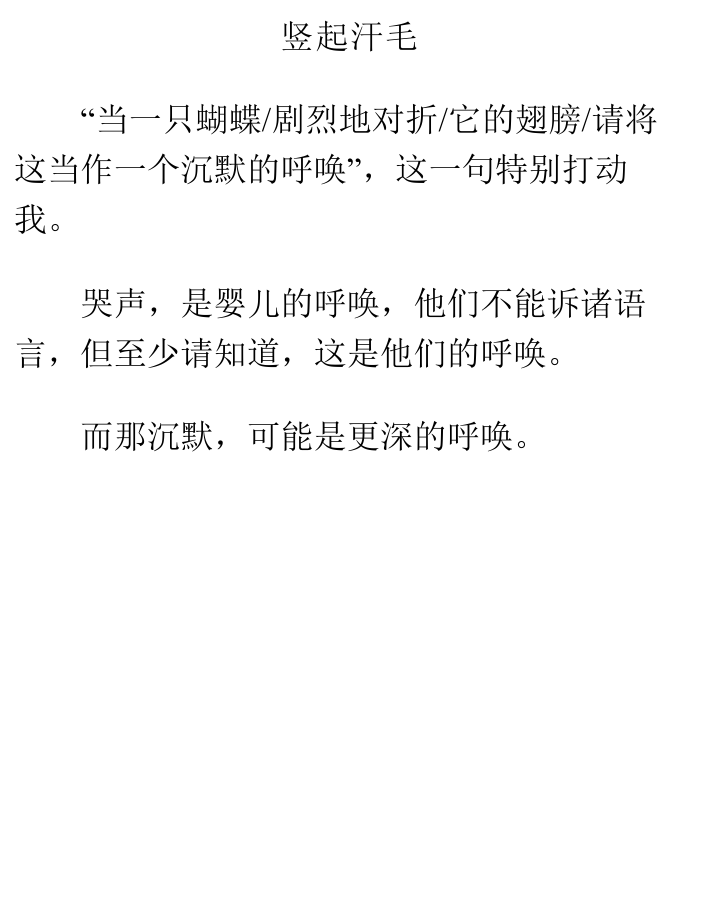 竖起汗毛
“当一只蝴蝶/剧烈地对折/它的翅膀/请将
这当作一个沉默的呼唤”，这一句特别打动
我。
哭声，是婴儿的呼唤，他们不能诉诸语
言，但至少请知道，这是他们的呼唤。
而那沉默，可能是更深的呼唤。